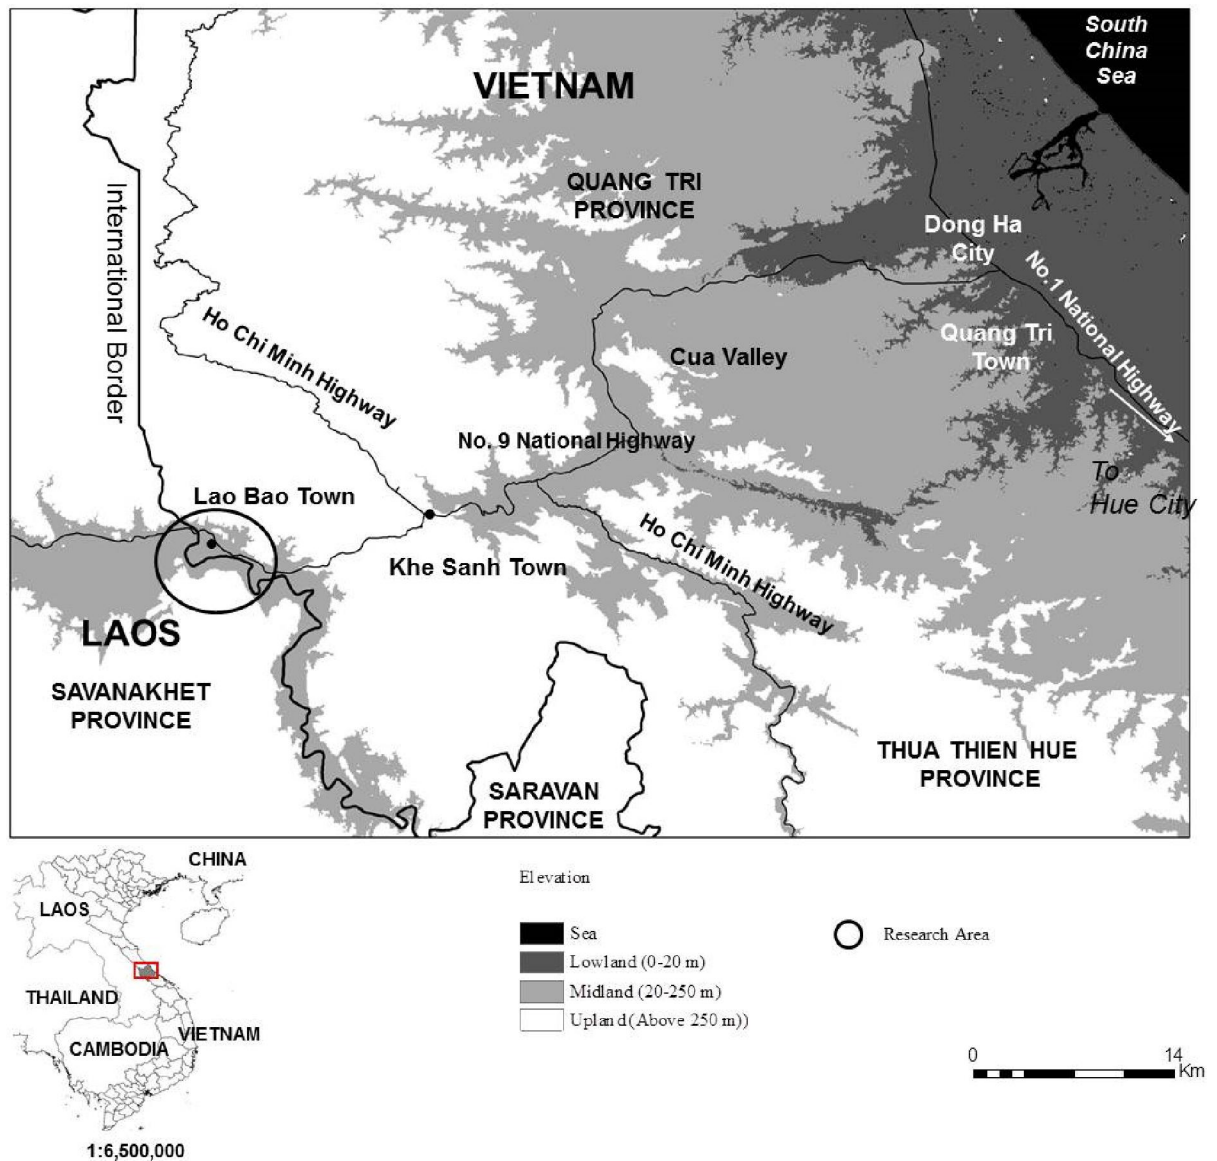 South
China
Sea
VIETNAM
QUANG TRI
PROVINCE
International Border
Dong Ha
City
No.1 National Highway
Ho Chi Minh Highway
Quang Tri
Town
Cua Valley
No. 9 National Highway
To
Hue City
Lao Bao Town
Khe Sanh Town
Ho Chi Minh Highway
LAOS
SAVANAKHET
PROVINCE
SARAVAN
PROVINCE
THUA THIEN HUE
PROVINCE
CHINA
LAOS
THAILAND
VIETNAM
CAMBODIA
1:6,500,000
Elevation
Sea
Lowland (0-20 m)
Midland (20-250 m)
Upland (Above 250 m))
Research Area
0 14
Km